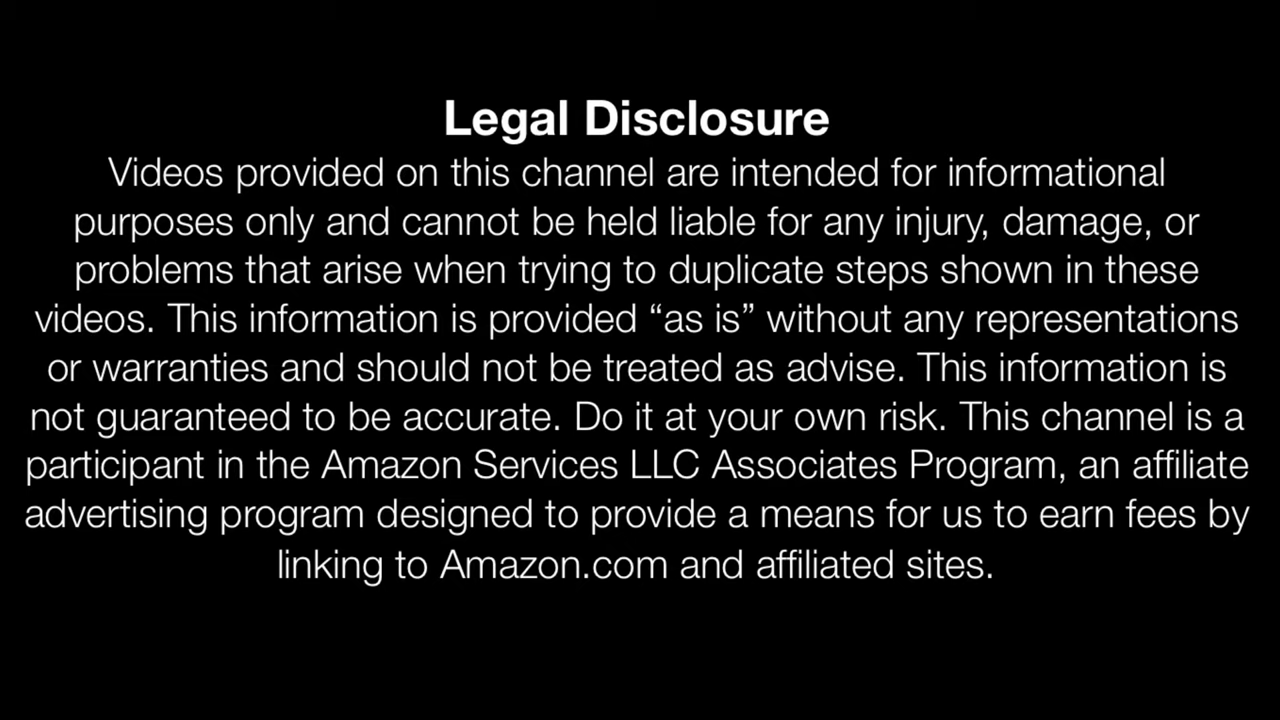 Legal Disclosure
Videos provided on this channel are intended for informational
purposes only and cannot be held liable for any injury, damage, or
problems that arise when trying to duplicate steps shown in these
videos. This information is provided “as is” without any representations
or warranties and should not be treated as advise. This information is
not guaranteed to be accurate. Do it at your own risk. This channel is a
participant in the Amazon Services LLC Associates Program, an affiliate
advertising program designed to provide a means for us to earn fees by
linking to Amazon.com and affiliated sites.